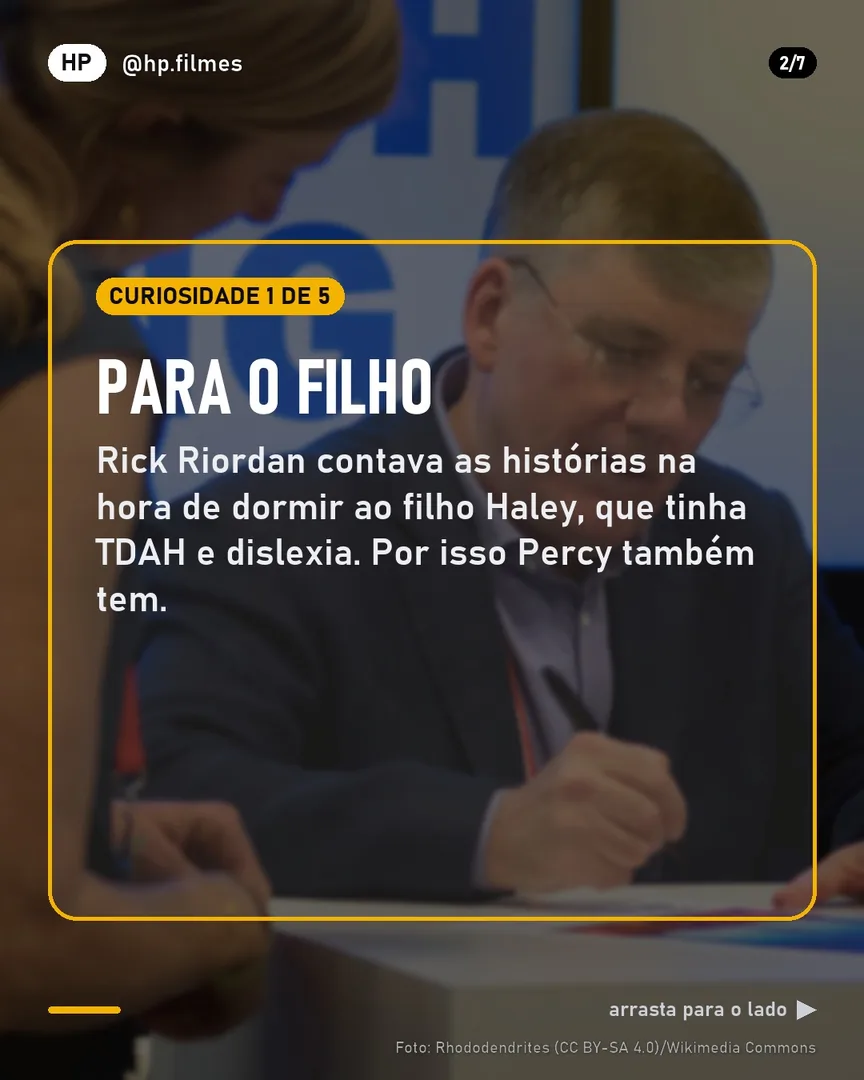 HP @hp.filmes 2/7
CURIOSIDADE 1 DE 5
PARA O FILHO
Rick Riordan contava as histórias na
hora de dormir ao filho Haley, que tinha
TDAH e dislexia. Por isso Percy também
tem.
arrasta para o lado ▶
Foto: Rhododendrites (CC BY-SA 4.0)/Wikimedia Commons